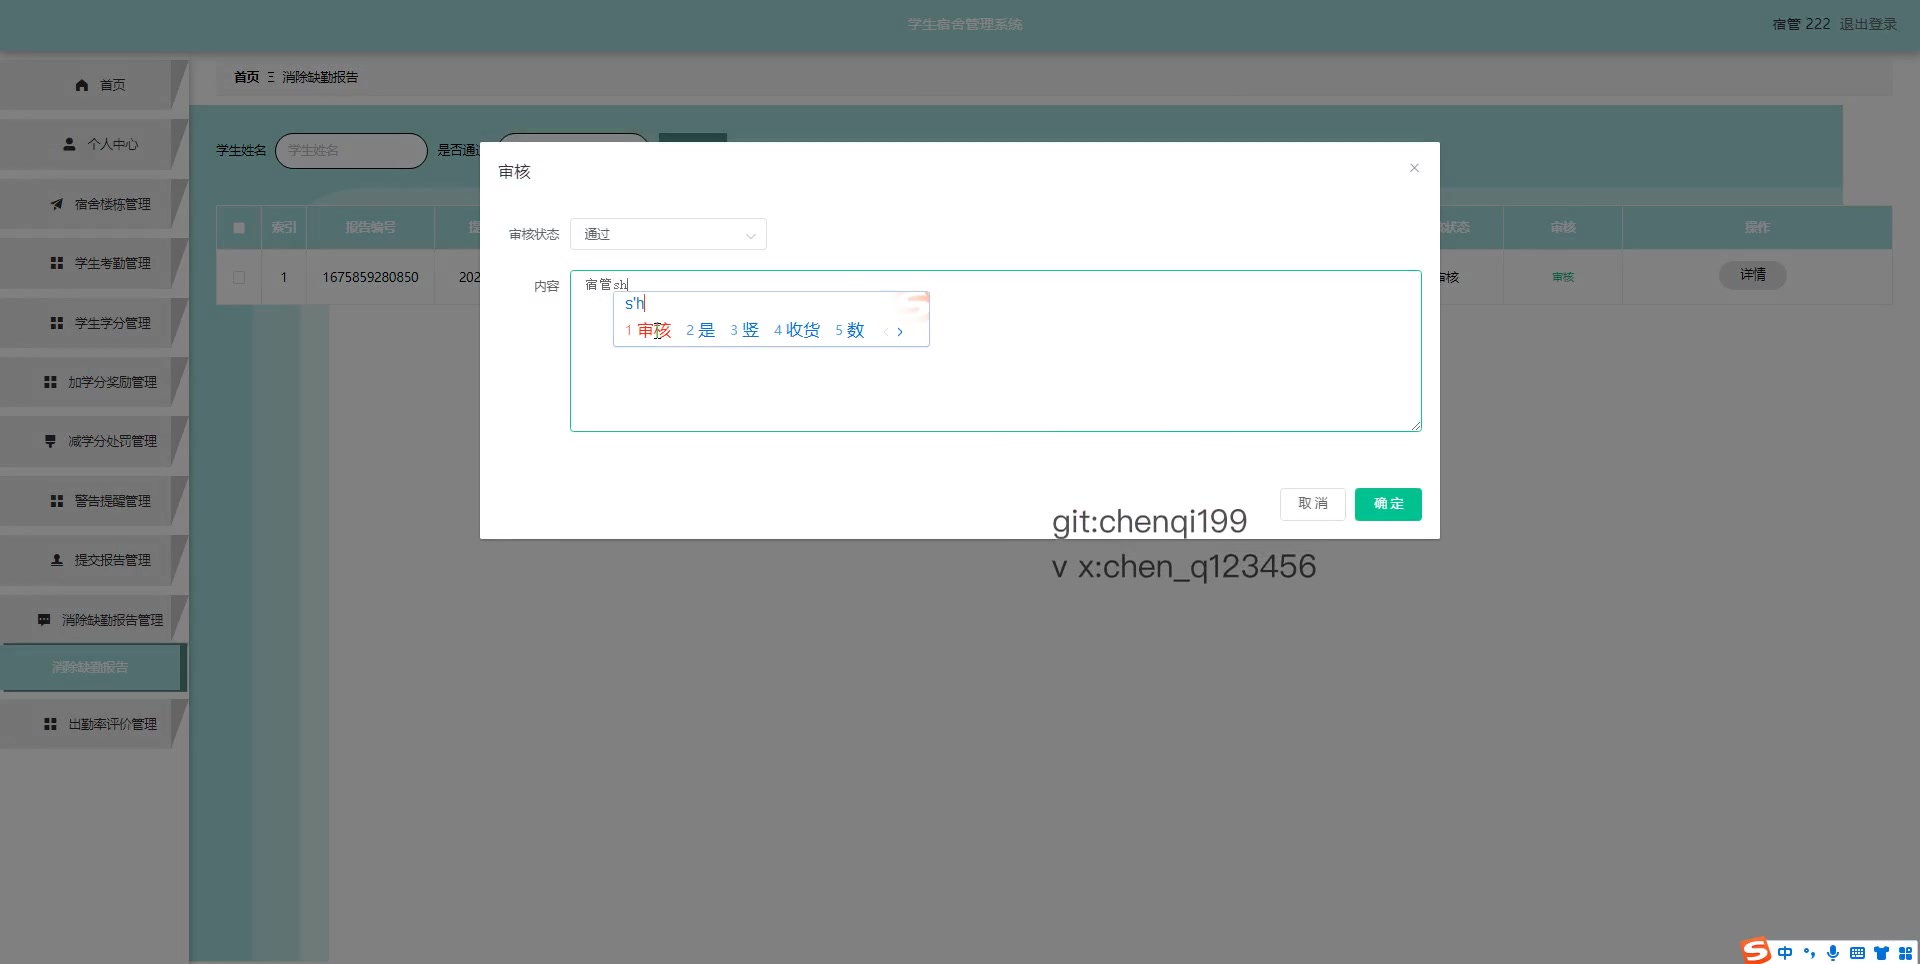 学生宿舍管理系统
宿管 222 退出登录
首页
个人中心
宿舍楼栋管理
学生考勤管理
学生学分管理
加学分奖励管理
减学分处罚管理
警告提醒管理
提交报告管理
消除缺勤报告管理
消除缺勤报告
出勤率评价管理
首页 Ξ 消除缺勤报告
学生姓名 学生姓名 是否通过
索引 报告编号 审核 操作
1 1675859280850 202 审核 审核 详情
审核 ×
审核状态 通过
内容 宿管sh
s'h
1 审核 2 是 3 竖 4 收货 5 数
取消 确定
git:chenqi199
v x:chen_q123456
中